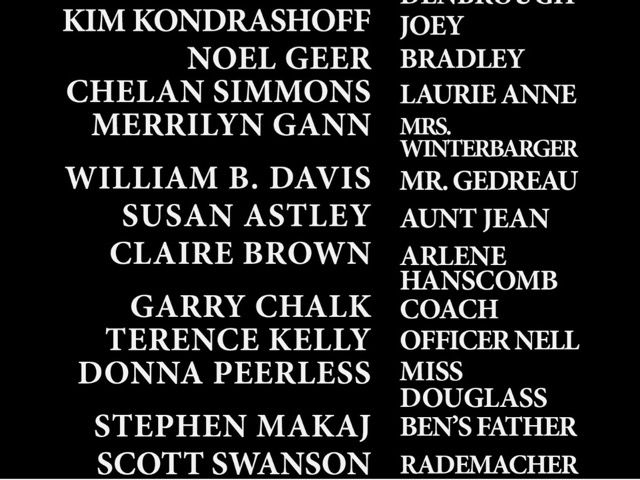 DENBROUGH
KIM KONDRASHOFF JOEY
NOEL GEER BRADLEY
CHELAN SIMMONS LAURIE ANNE
MERRILYN GANN MRS.
WINTERBARGER
WILLIAM B. DAVIS MR. GEDREAU
SUSAN ASTLEY AUNT JEAN
CLAIRE BROWN ARLENE
HANSCOMB
GARRY CHALK COACH
TERENCE KELLY OFFICER NELL
DONNA PEERLESS MISS
DOUGLASS
STEPHEN MAKAJ BEN'S FATHER
SCOTT SWANSON RADEMACHER